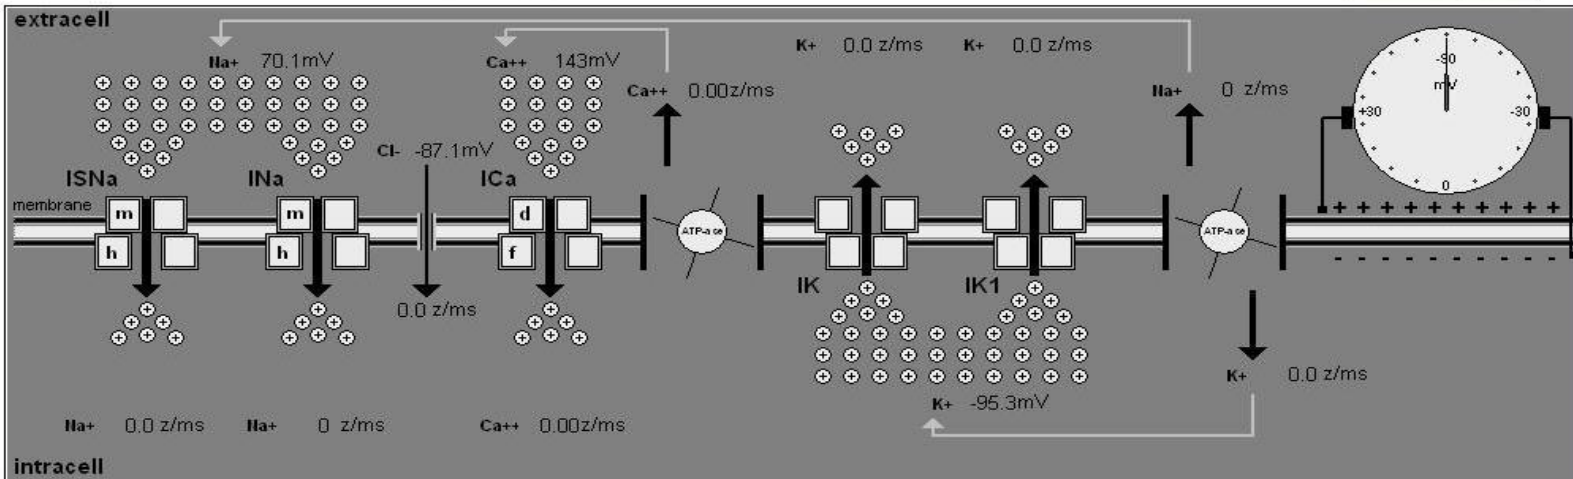 extracell
K+ 0.0 z/ms K+ 0.0 z/ms
Na+ 70.1mV Ca++ 143mV
-90
mV
Ca++ 0.00z/ms Na+ 0 z/ms
+30 -30
Cl- -87.1mV
ISNa INa ICa
0
membrane
m m d
+ + + + + + + + + +
ATP-ase ATP-ase
h h f
- - - - - - - - - -
IK IK1
0.0 z/ms
K+ 0.0 z/ms
K+ -95.3mV
Na+ 0.0 z/ms Na+ 0 z/ms Ca++ 0.00z/ms
intracell